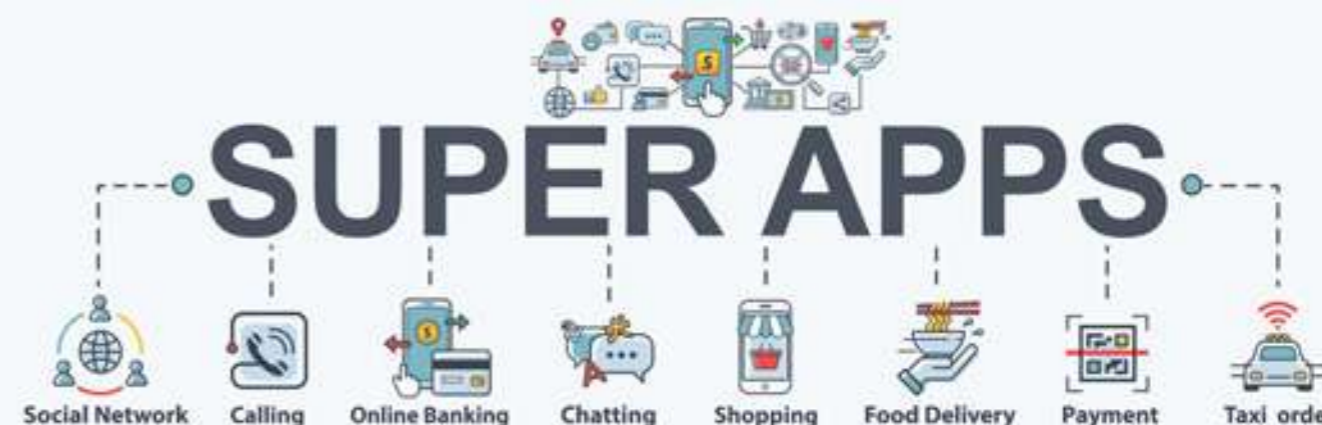 SUPER APPS
Social Network Calling Online Banking Chatting Shopping Food Delivery Payment Taxi orde